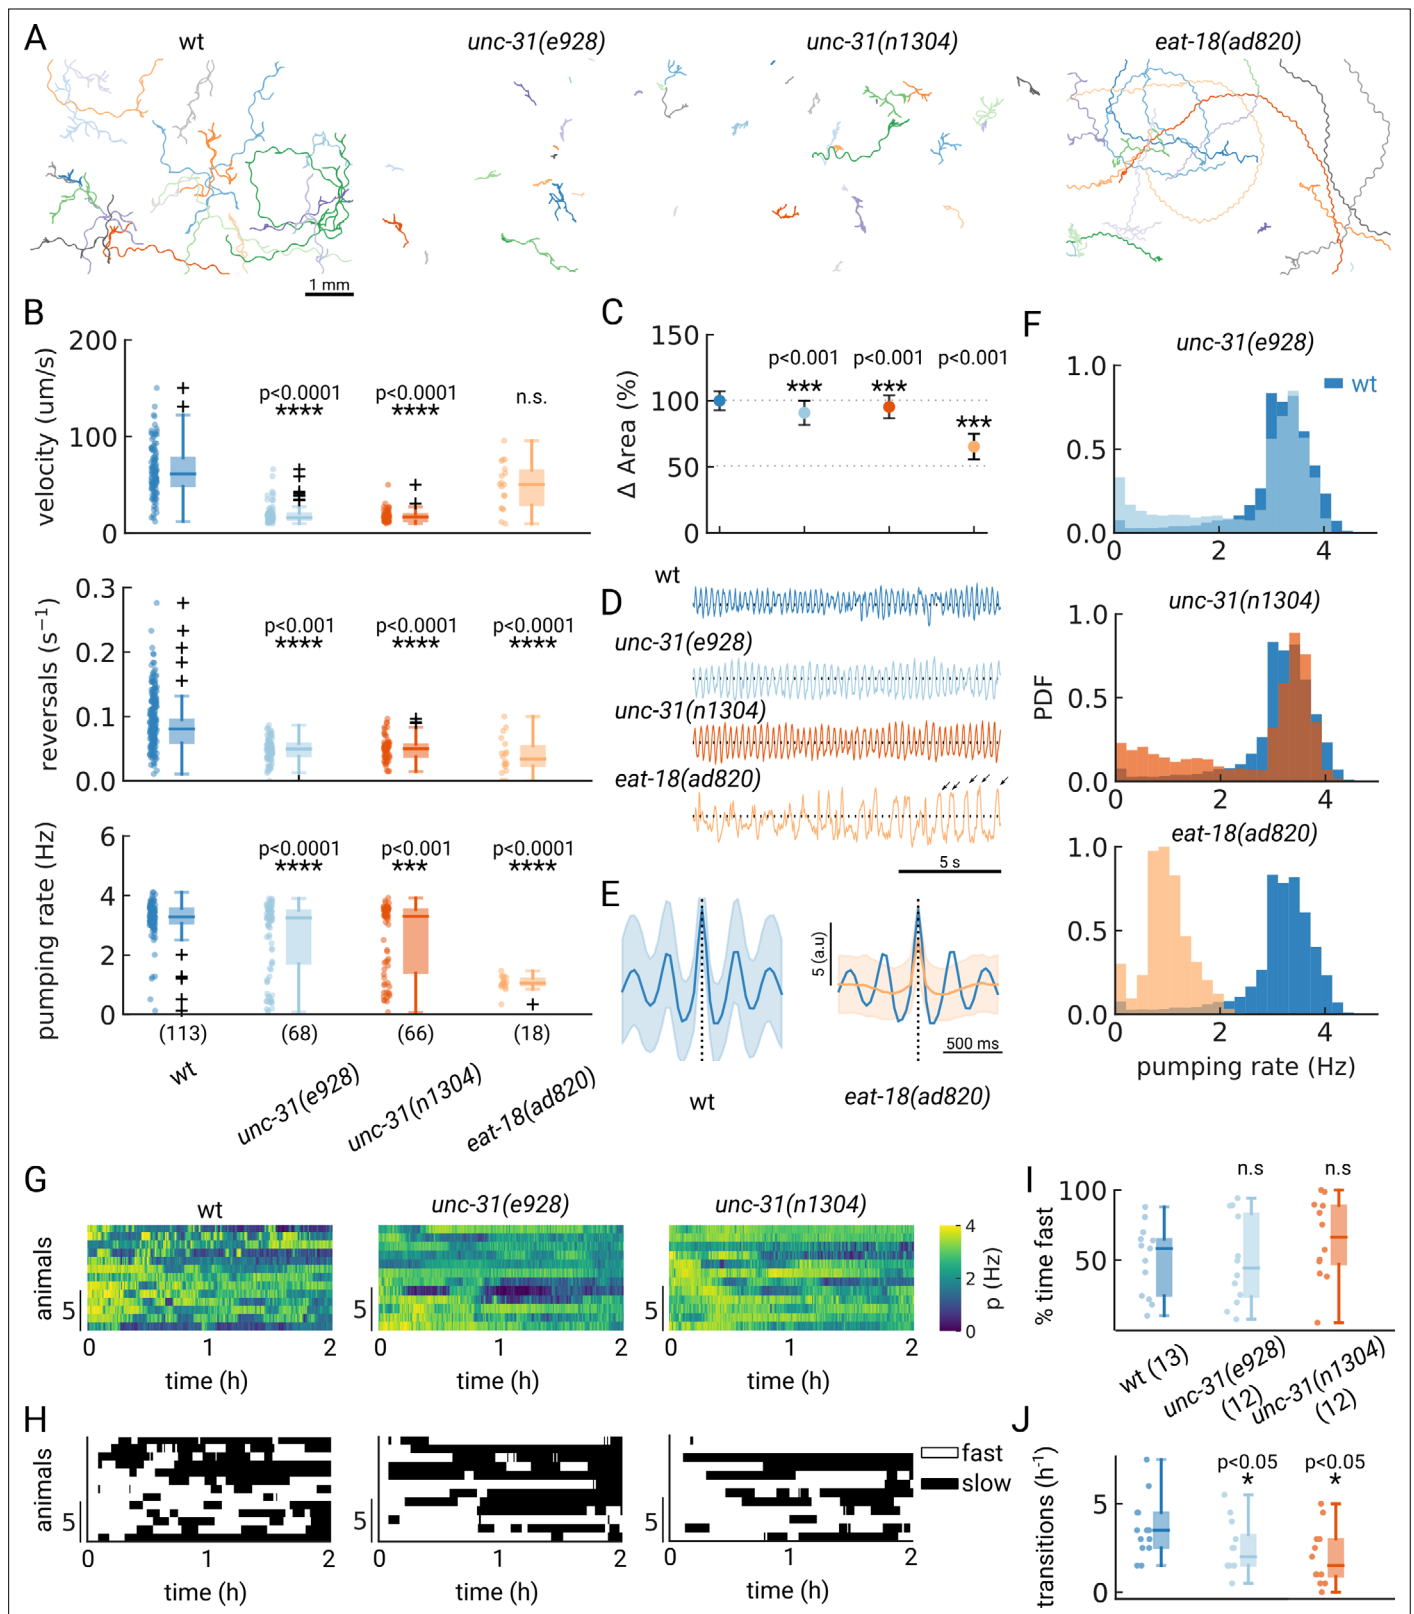 A
wt
unc-31(e928)
unc-31(n1304)
eat-18(ad820)
1 mm
B
velocity (um/s)
200
100
0
p<0.0001
****
p<0.0001
****
n.s.
reversals (s⁻¹)
0.3
0.2
0.1
0.0
p<0.001
****
p<0.0001
****
p<0.0001
****
pumping rate (Hz)
6
4
2
0
p<0.0001
****
p<0.001
***
p<0.0001
****
(113)
(68)
(66)
(18)
wt
unc-31(e928)
unc-31(n1304)
eat-18(ad820)
C
Δ Area (%)
150
100
50
0
p<0.001
***
p<0.001
***
p<0.001
***
D
wt
unc-31(e928)
unc-31(n1304)
eat-18(ad820)
5 s
E
5 (a.u)
500 ms
wt
eat-18(ad820)
F
unc-31(e928)
wt
1.0
0.5
0.0
0
2
4
unc-31(n1304)
PDF
1.0
0.5
0.0
0
2
4
eat-18(ad820)
1.0
0.5
0.0
0
2
4
pumping rate (Hz)
G
wt
unc-31(e928)
unc-31(n1304)
animals
5
0
1
2
time (h)
5
0
1
2
time (h)
5
0
1
2
time (h)
4
2
0
p (Hz)
H
animals
5
0
1
2
time (h)
5
0
1
2
time (h)
5
0
1
2
time (h)
fast
slow
I
% time fast
100
50
n.s
n.s
wt (13)
unc-31(e928)
(12)
unc-31(n1304)
(12)
J
transitions (h⁻¹)
5
0
p<0.05
*
p<0.05
*